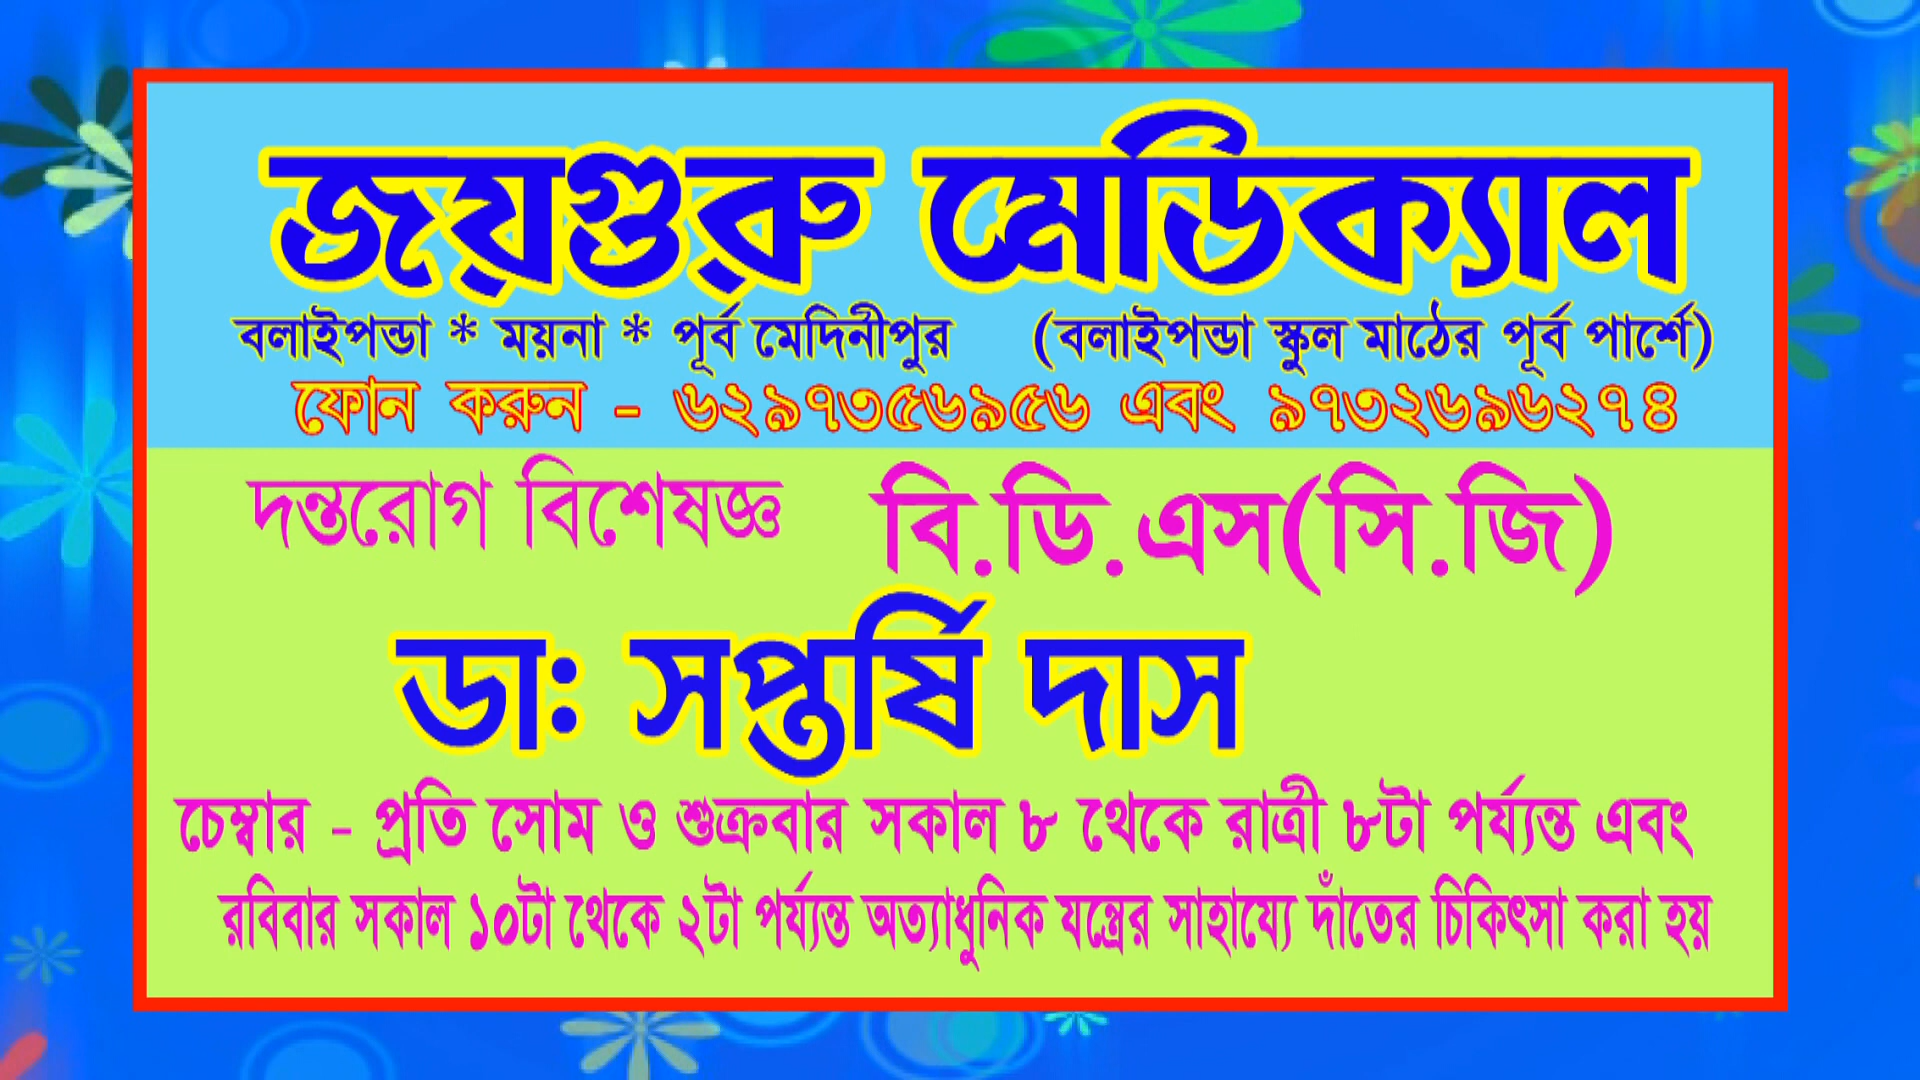 জয়গুরু মেডিক্যাল
বলাইপন্ডা * ময়না * পূর্ব মেদিনীপুর (বলাইপন্ডা স্কুল মাঠের পূর্ব পার্শে)
ফোন করুন - ৬২৯৭৩৫৬৯৫৬ এবং ৯৭৩২৬৯৬২৭৪
দন্তরোগ বিশেষজ্ঞ বি.ডি.এস(সি.জি)
ডাঃ সপ্তর্ষি দাস
চেম্বার - প্রতি সোম ও শুক্রবার সকাল ৮ থেকে রাত্রী ৮টা পর্য্যন্ত এবং
রবিবার সকাল ১০টা থেকে ২টা পর্য্যন্ত অত্যাধুনিক যন্ত্রের সাহায্যে দাঁতের চিকিৎসা করা হয়